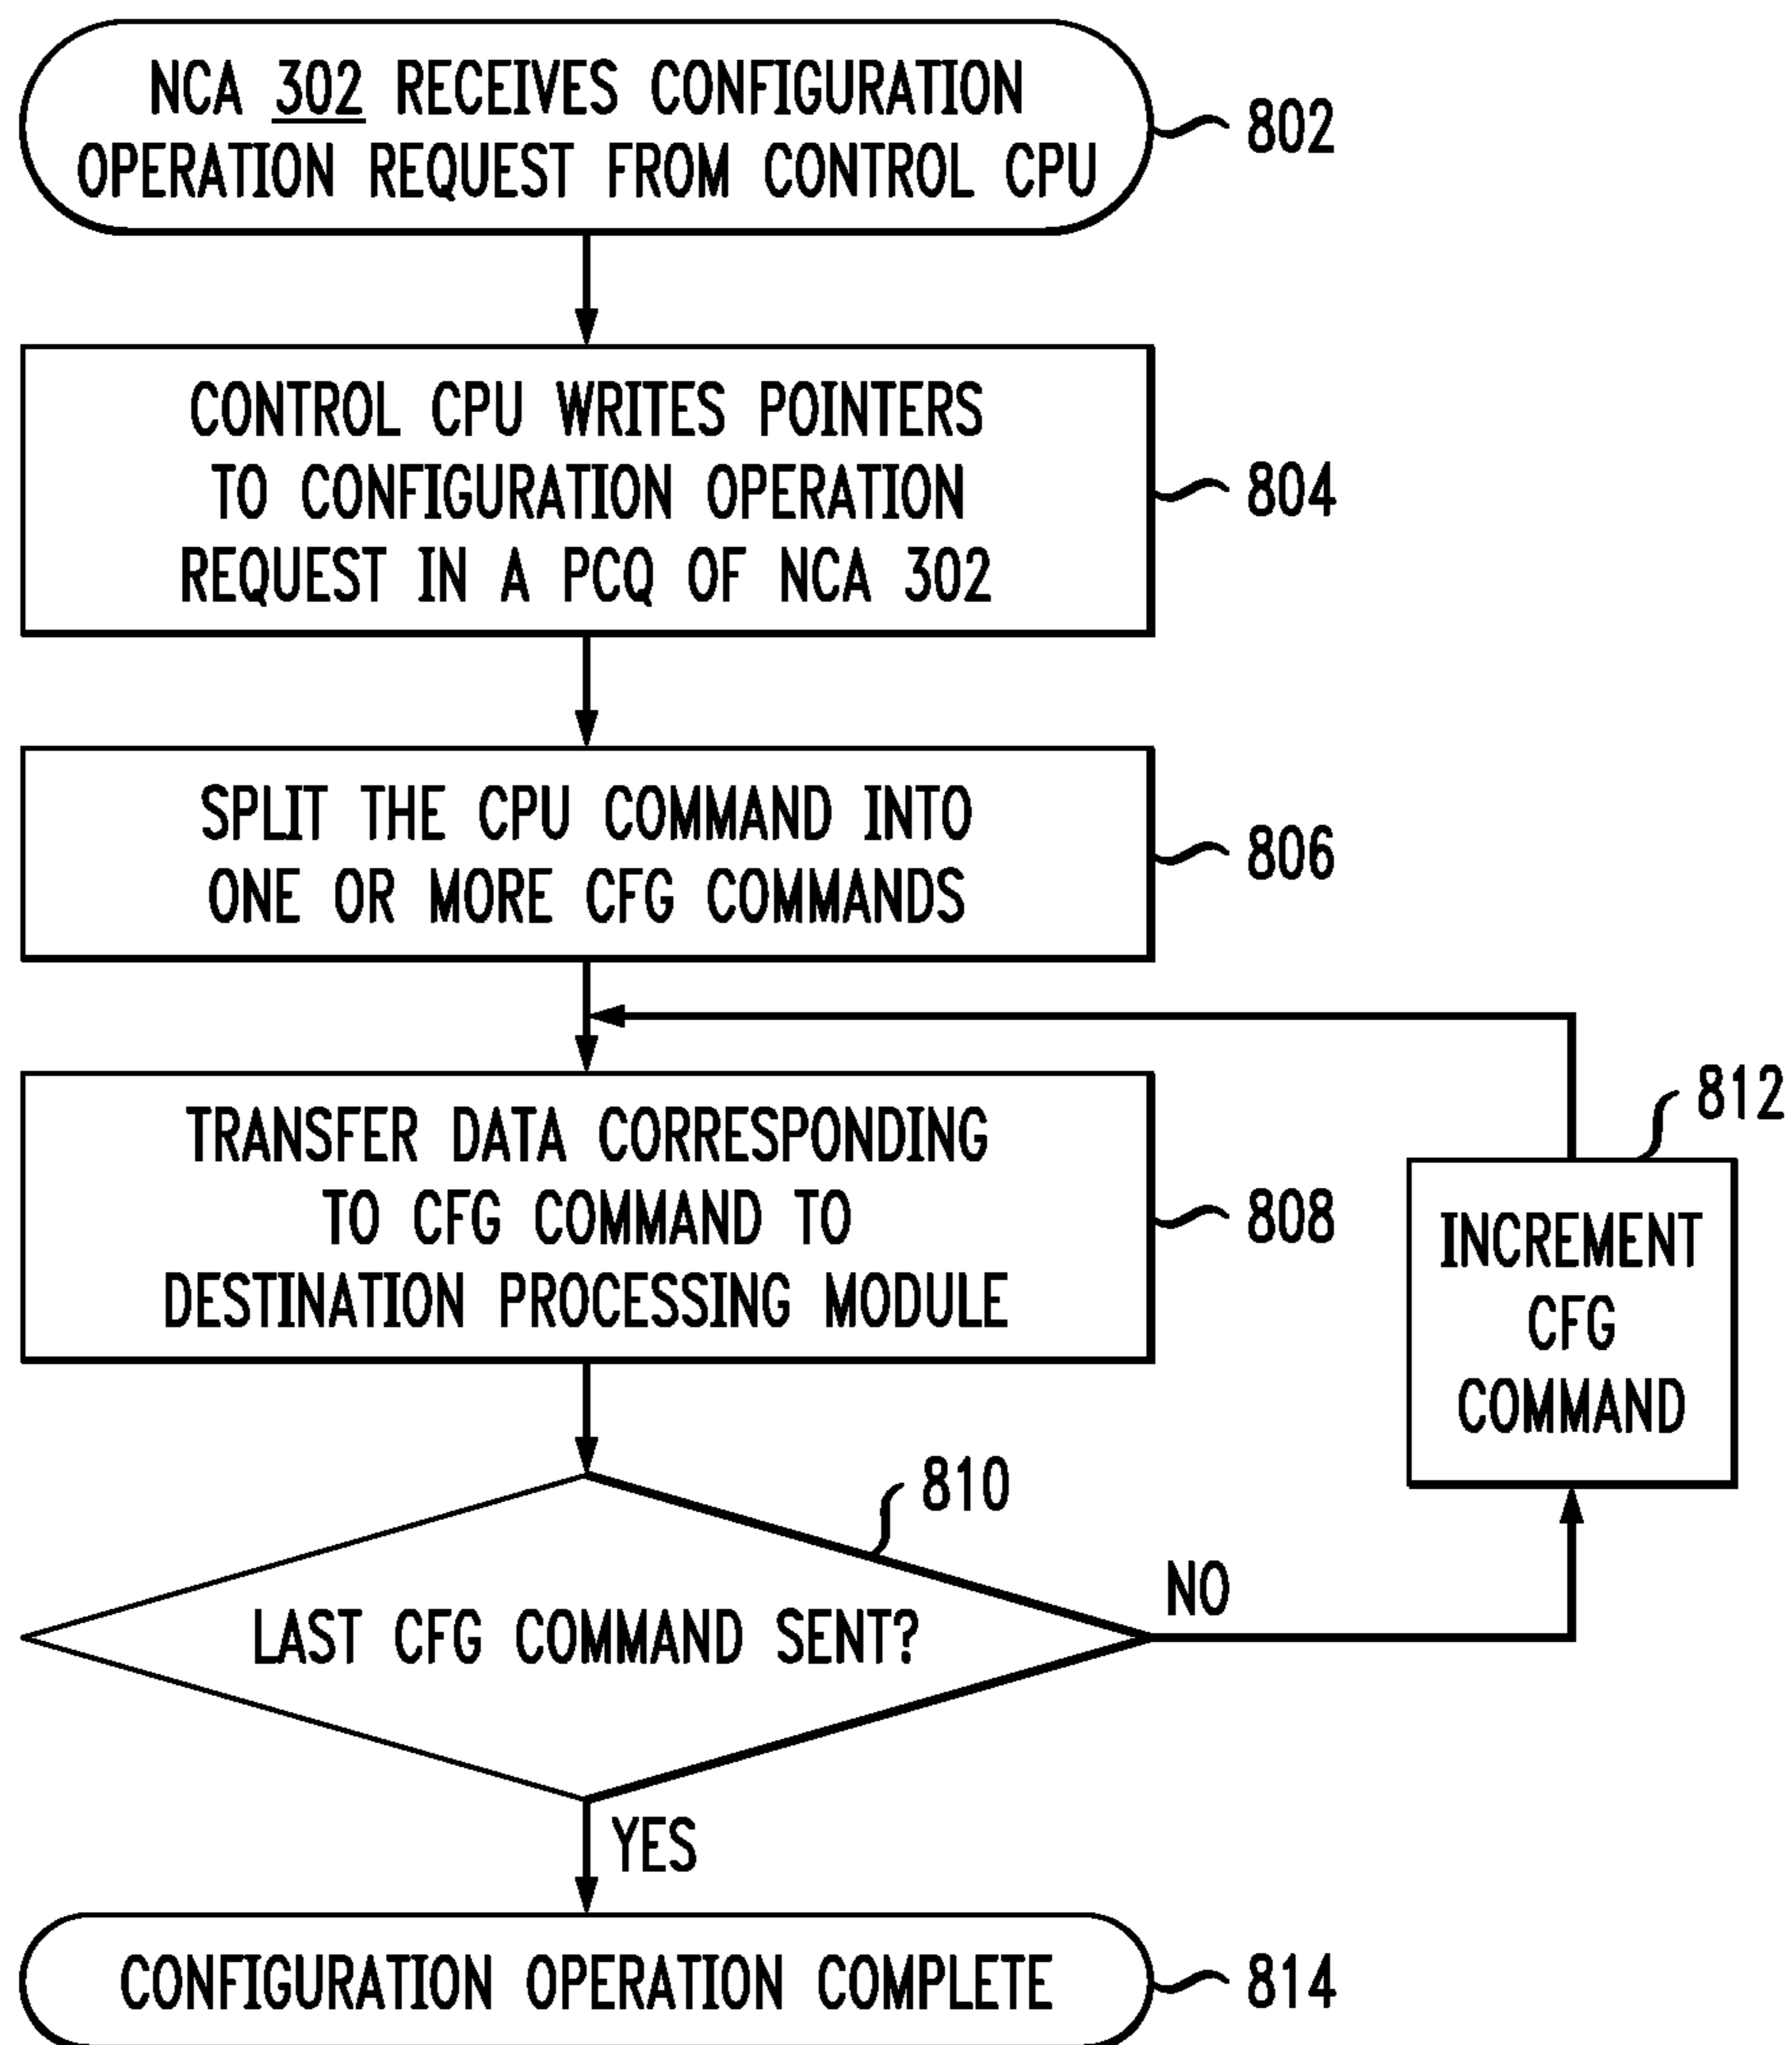 NCA 302 RECEIVES CONFIGURATION
OPERATION REQUEST FROM CONTROL CPU
802
CONTROL CPU WRITES POINTERS
TO CONFIGURATION OPERATION
REQUEST IN A PCQ OF NCA 302
804
SPLIT THE CPU COMMAND INTO
ONE OR MORE CFG COMMANDS
806
TRANSFER DATA CORRESPONDING
TO CFG COMMAND TO
DESTINATION PROCESSING MODULE
808
812
INCREMENT
CFG
COMMAND
810
LAST CFG COMMAND SENT?
NO
YES
CONFIGURATION OPERATION COMPLETE
814